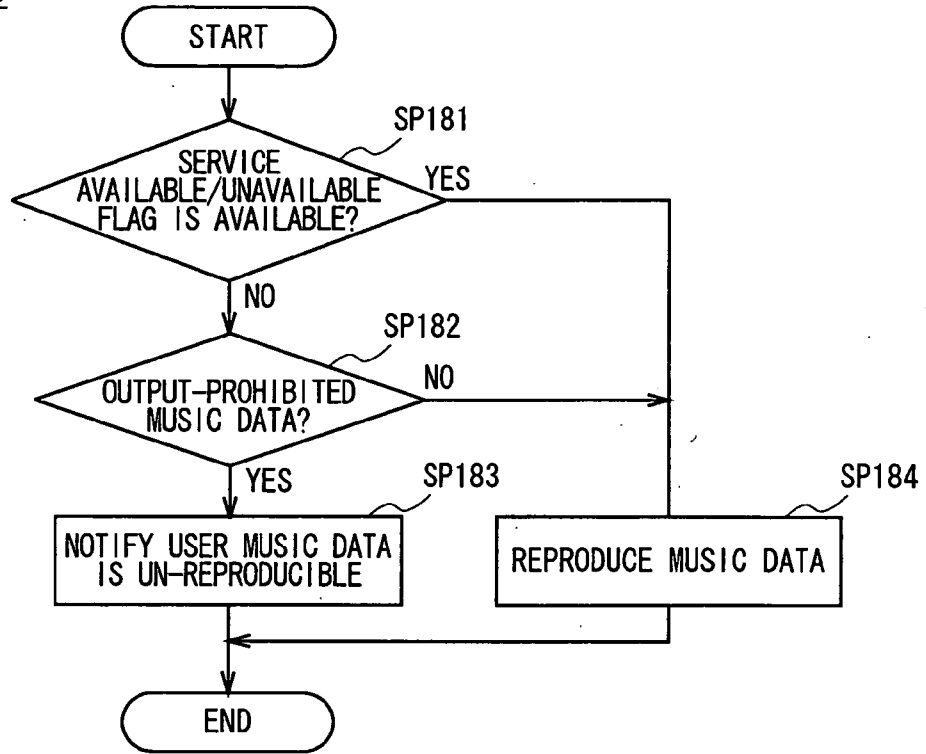 START
SP181
SERVICE
AVAILABLE/UNAVAILABLE
FLAG IS AVAILABLE?
YES
NO
SP182
OUTPUT-PROHIBITED
MUSIC DATA?
NO
YES
SP183
NOTIFY USER MUSIC DATA
IS UN-REPRODUCIBLE
SP184
REPRODUCE MUSIC DATA
END